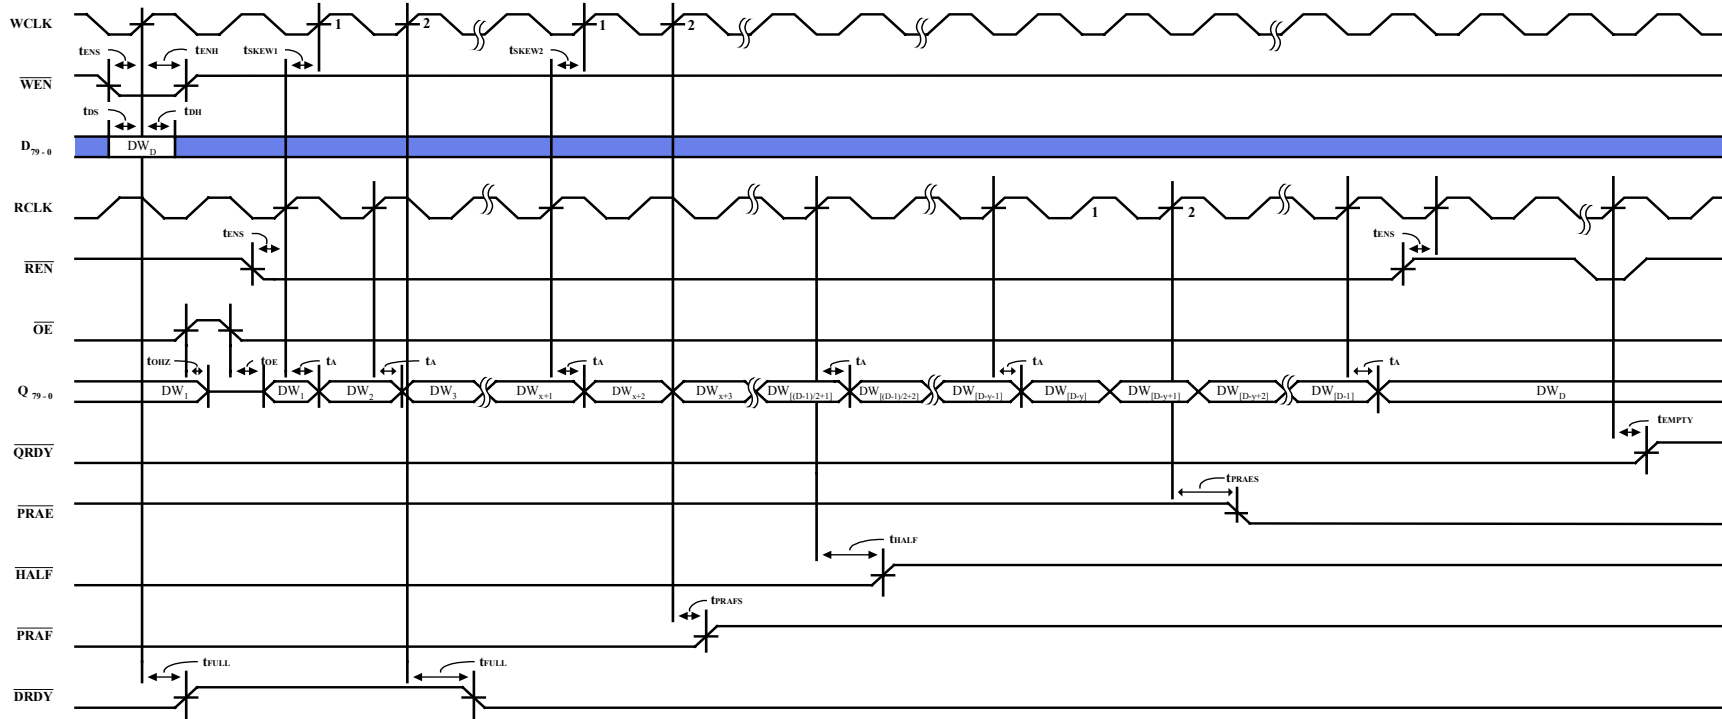 WCLK 1 2 1 2
tENS tENH tSKEW1 tSKEW2
WEN
tDS tDH
D79 - 0 DWD
RCLK 1 2
tENS tENS
REN
OE
tOHZ tOE tA tA tA tA tA tA
Q 79 - 0 DW1 DW1 DW2 DW3 DWx+1 DWx+2 DWx+3 DW[(D-1)/2+1] DW[(D-1)/2+2] DW[D-y-1] DW[D-y] DW[D-y+1] DW[D-y+2] DW[D-1] DWD
tEMPTY
QRDY
tPRAES
PRAE
tHALF
HALF
tPRAFS
PRAF
tFULL tFULL
DRDY